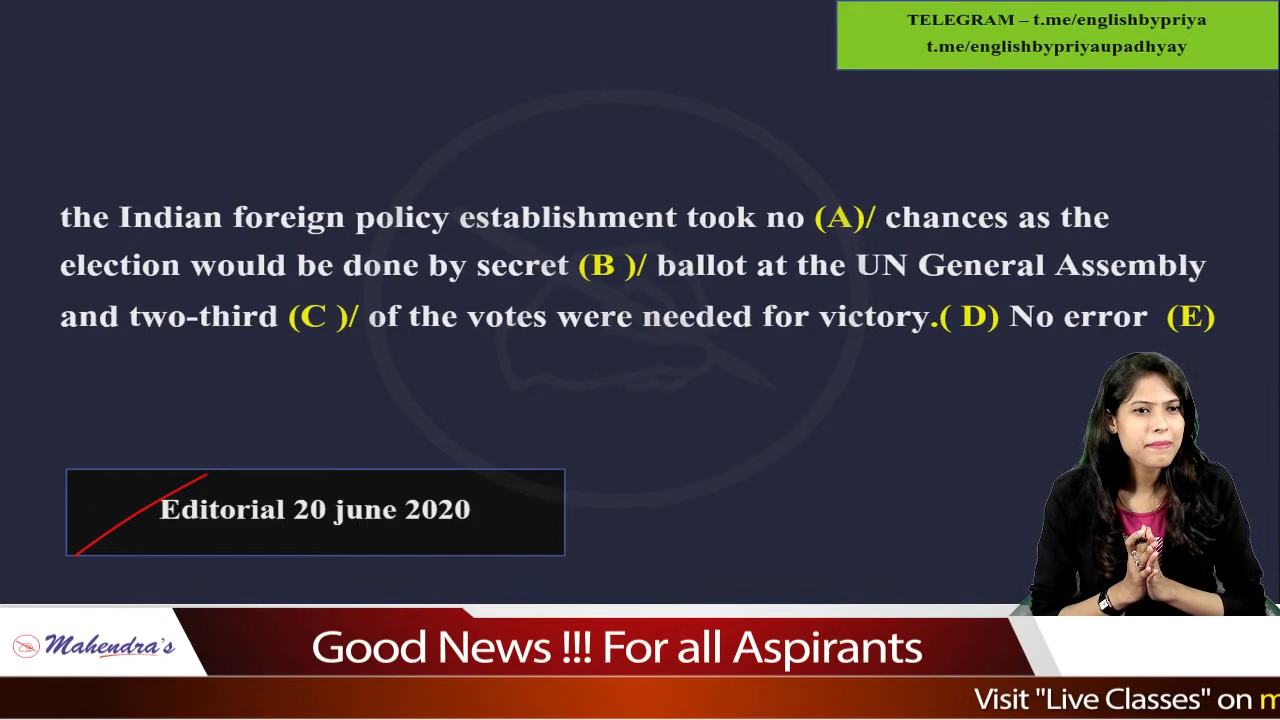 TELEGRAM – t.me/englishbypriya
t.me/englishbypriyaupadhyay
the Indian foreign policy establishment took no (A)/ chances as the
election would be done by secret (B )/ ballot at the UN General Assembly
and two-third (C )/ of the votes were needed for victory.( D) No error (E)
Editorial 20 june 2020
Mahendra's
Good News !!! For all Aspirants
Visit "Live Classes" on